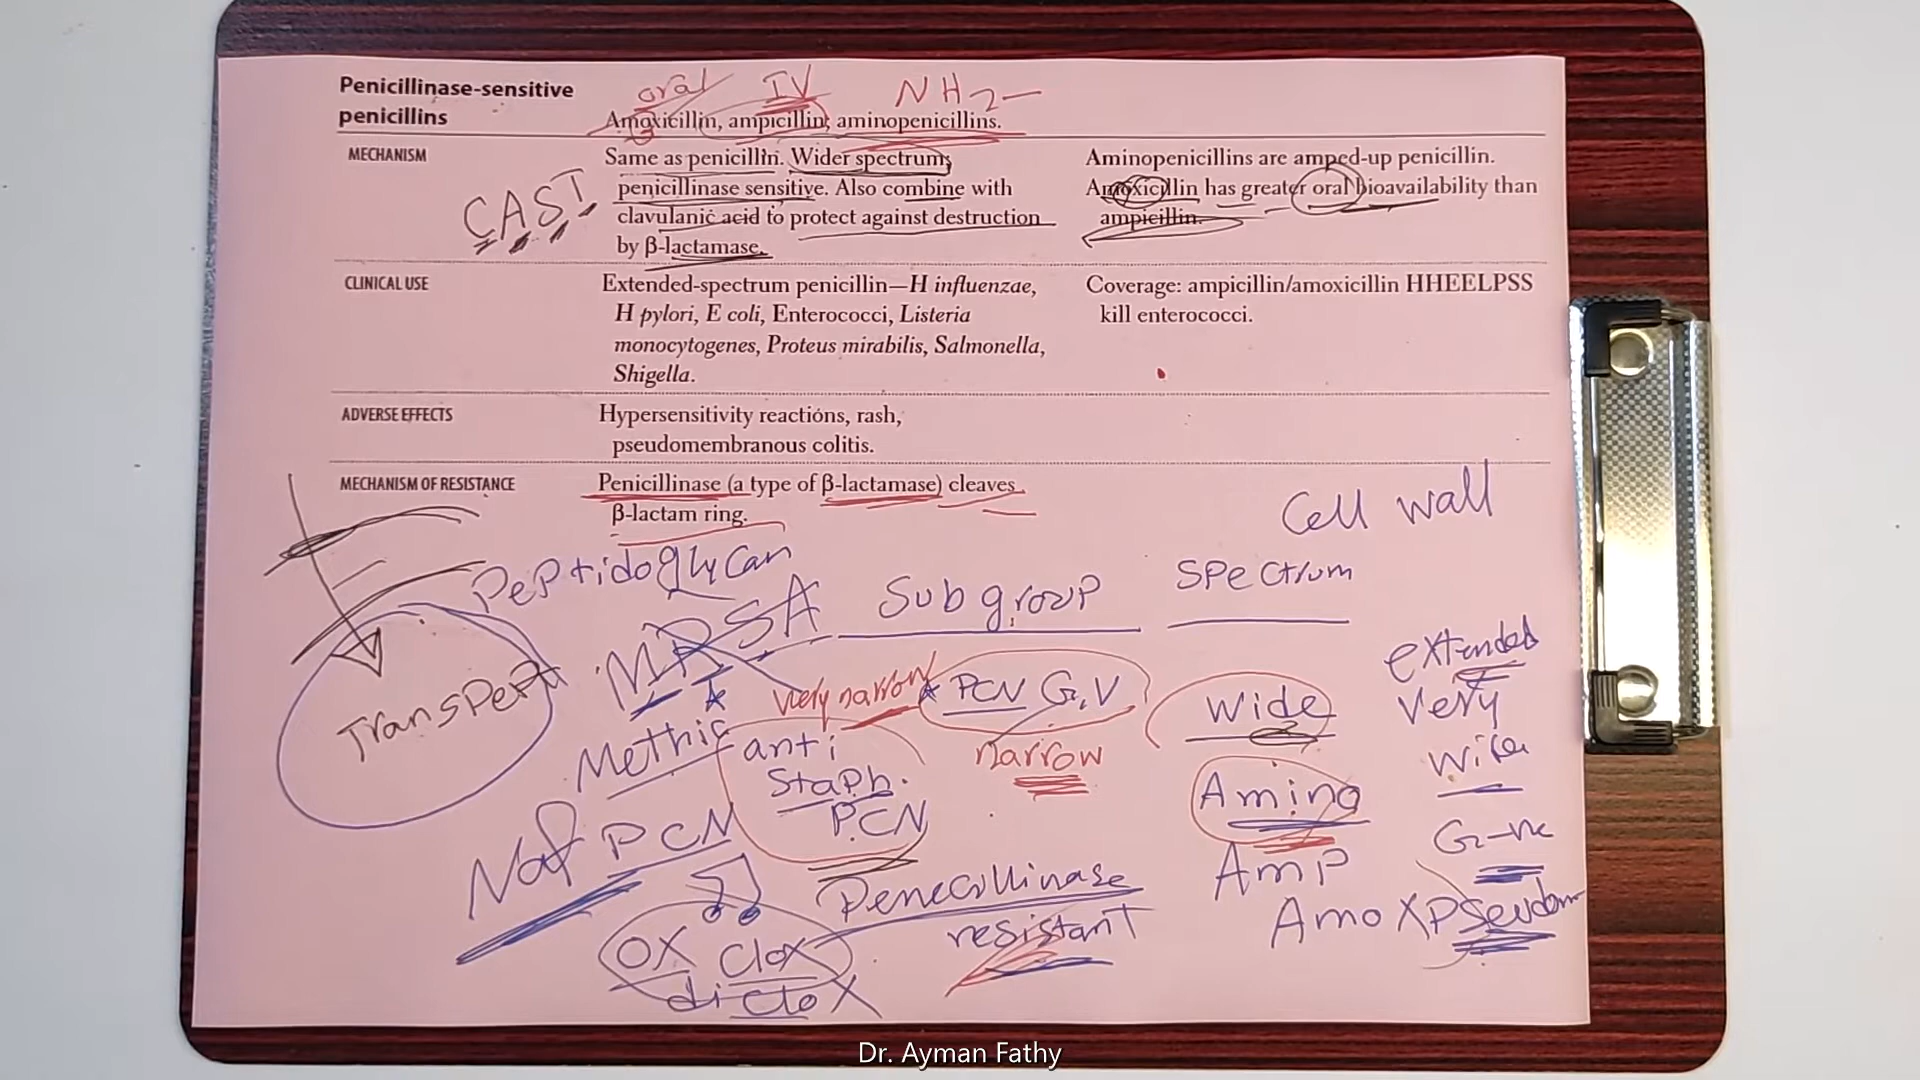 Penicillinase-sensitive
penicillins
oral IV NH2-
Amoxicillin, ampicillin; aminopenicillins.
MECHANISM
Same as penicillin. Wider spectrum;
penicillinase sensitive. Also combine with
clavulanic acid to protect against destruction
by β-lactamase.
CAST
Aminopenicillins are amped-up penicillin.
Amoxicillin has greater oral bioavailability than
ampicillin.
CLINICAL USE
Extended-spectrum penicillin—H influenzae,
H pylori, E coli, Enterococci, Listeria
monocytogenes, Proteus mirabilis, Salmonella,
Shigella.
Coverage: ampicillin/amoxicillin HHEELPSS
kill enterococci.
ADVERSE EFFECTS
Hypersensitivity reactions, rash,
pseudomembranous colitis.
MECHANISM OF RESISTANCE
Penicillinase (a type of β-lactamase) cleaves
β-lactam ring.
Cell wall
Peptidoglycan
Subgroup
Spectrum
MRSA
Transpept
Methic
very narrow
PCN G,V
narrow
anti
Staph.
PCN
Wide
Amino
Amp
Amox
extended
very
G-ve
Pseudom
Naf PCN
Penecillinase
resistant
OX Clox
diclox
Dr. Ayman Fathy